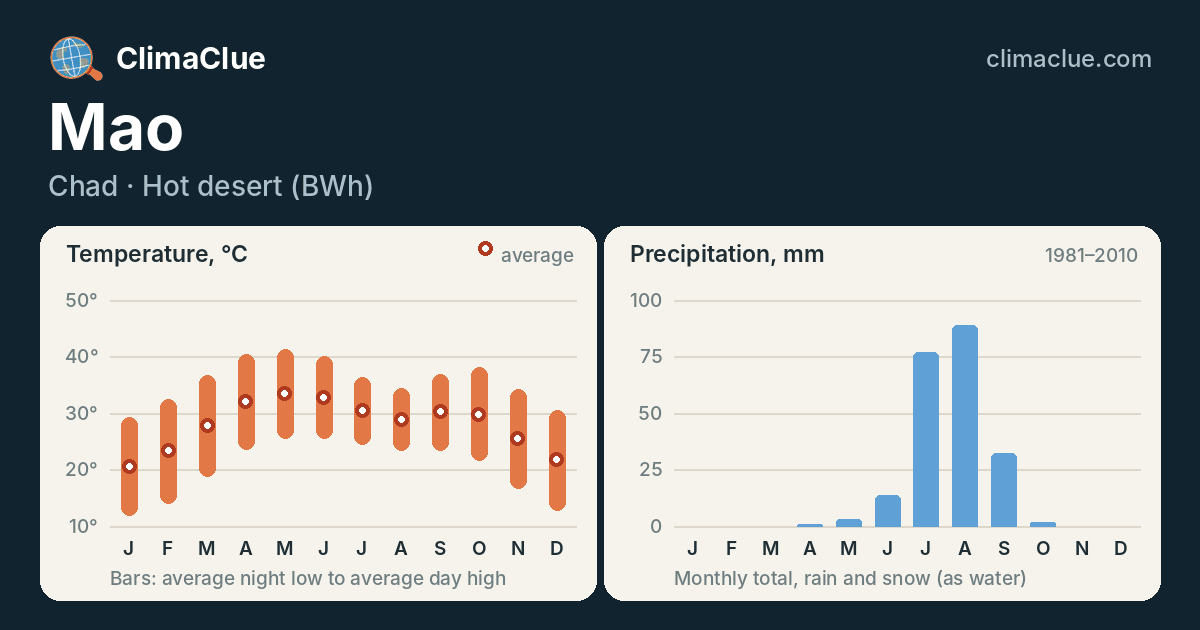 ClimaClue
climaclue.com
Mao
Chad · Hot desert (BWh)
Temperature, °C
average
50°
40°
30°
20°
10°
J F M A M J J A S O N D
Bars: average night low to average day high
Precipitation, mm
1981–2010
100
75
50
25
0
J F M A M J J A S O N D
Monthly total, rain and snow (as water)